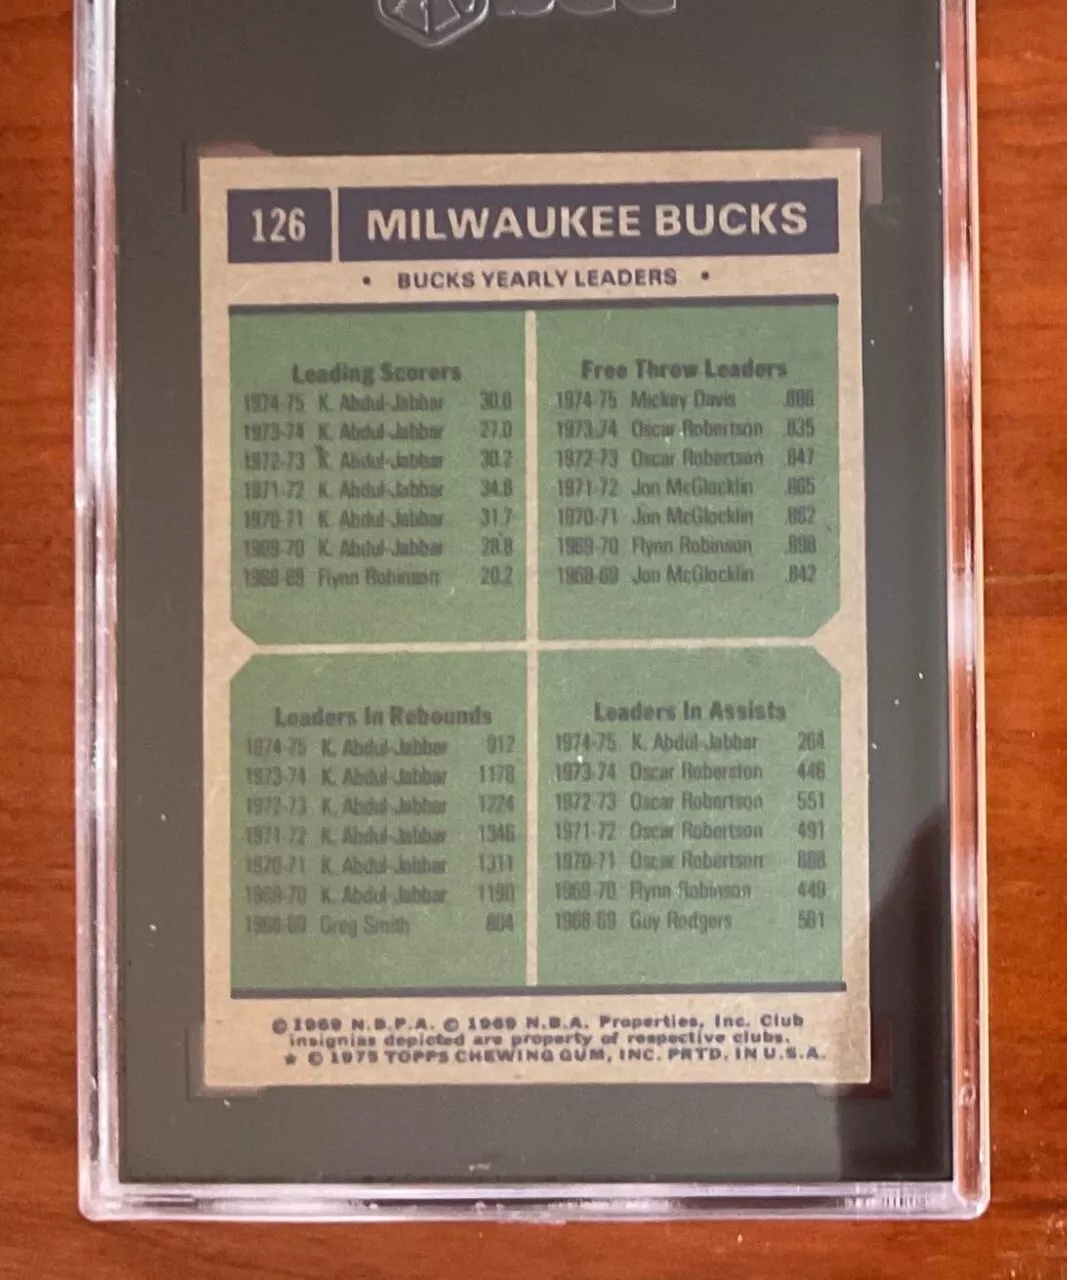 126 MILWAUKEE BUCKS
• BUCKS YEARLY LEADERS •
Leading Scorers
1974-75 K. Abdul-Jabbar 30.0
1973-74 K. Abdul-Jabbar 27.0
1972-73 K. Abdul-Jabbar 30.2
1971-72 K. Abdul-Jabbar 34.8
1970-71 K. Abdul-Jabbar 31.7
1969-70 K. Abdul-Jabbar 28.8
1968-69 Flynn Robinson 20.2
Free Throw Leaders
1974-75 Mickey Davis
1973-74 Oscar Robertson .835
1972-73 Oscar Robertson .847
1971-72 Jon McGlocklin .865
1970-71 Jon McGlocklin .862
1969-70 Flynn Robinson .898
1968-69 Jon McGlocklin .842
Leaders In Rebounds
1974-75 K. Abdul-Jabbar 912
1973-74 K. Abdul-Jabbar 1178
1972-73 K. Abdul-Jabbar 1224
1971-72 K. Abdul-Jabbar 1346
1970-71 K. Abdul-Jabbar 1311
1969-70 K. Abdul-Jabbar 1190
1968-69 Greg Smith 804
Leaders In Assists
1974-75 K. Abdul-Jabbar 264
1973-74 Oscar Roberston 446
1972-73 Oscar Robertson 551
1971-72 Oscar Robertson 491
1970-71 Oscar Robertson 668
1969-70 Flynn Robinson 449
1968-69 Guy Rodgers 561
© 1969 N.B.P.A. © 1969 N.B.A. Properties, Inc. Club
insignias depicted are property of respective clubs.
★ © 1975 TOPPS CHEWING GUM, INC. PRTD. IN U.S.A.